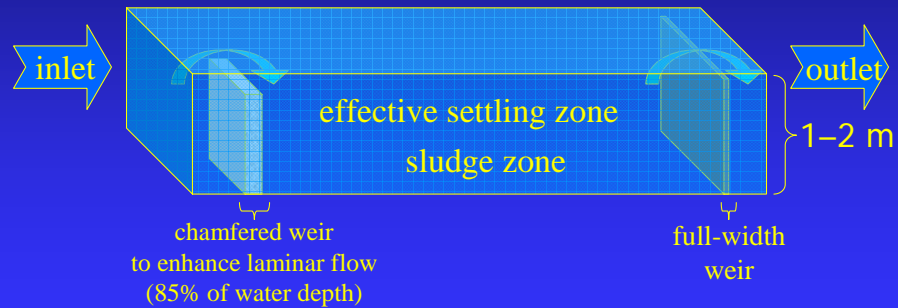 inlet
outlet
effective settling zone
sludge zone
1–2 m
chamfered weir
to enhance laminar flow
(85% of water depth)
full-width
weir